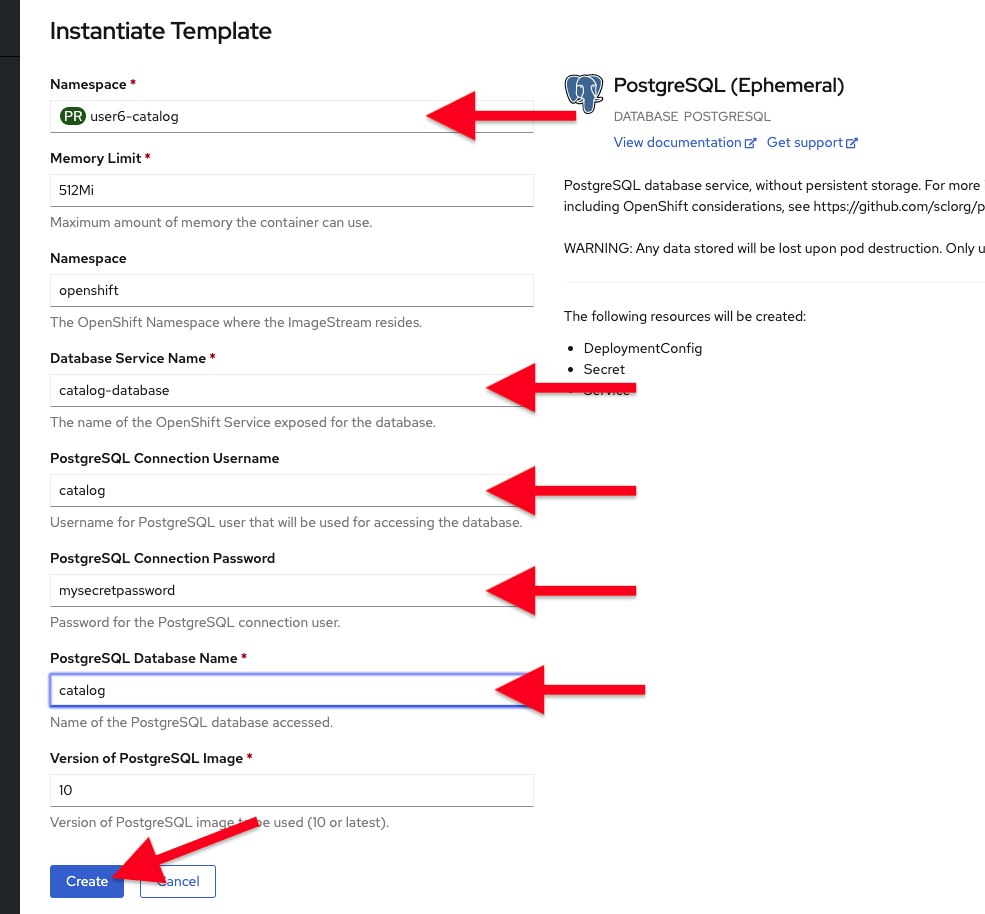 Instantiate Template
Namespace *
PR user6-catalog
Memory Limit *
512Mi
Maximum amount of memory the container can use.
Namespace
openshift
The OpenShift Namespace where the ImageStream resides.
Database Service Name *
catalog-database
The name of the OpenShift Service exposed for the database.
PostgreSQL Connection Username
catalog
Username for PostgreSQL user that will be used for accessing the database.
PostgreSQL Connection Password
mysecretpassword
Password for the PostgreSQL connection user.
PostgreSQL Database Name *
catalog
Name of the PostgreSQL database accessed.
Version of PostgreSQL Image *
10
Version of PostgreSQL image to be used (10 or latest).
Create
Cancel
PostgreSQL (Ephemeral)
DATABASE POSTGRESQL
View documentation Get support
PostgreSQL database service, without persistent storage. For more
including OpenShift considerations, see https://github.com/sclorg/p
WARNING: Any data stored will be lost upon pod destruction. Only u
The following resources will be created:
• DeploymentConfig
• Secret
• Service